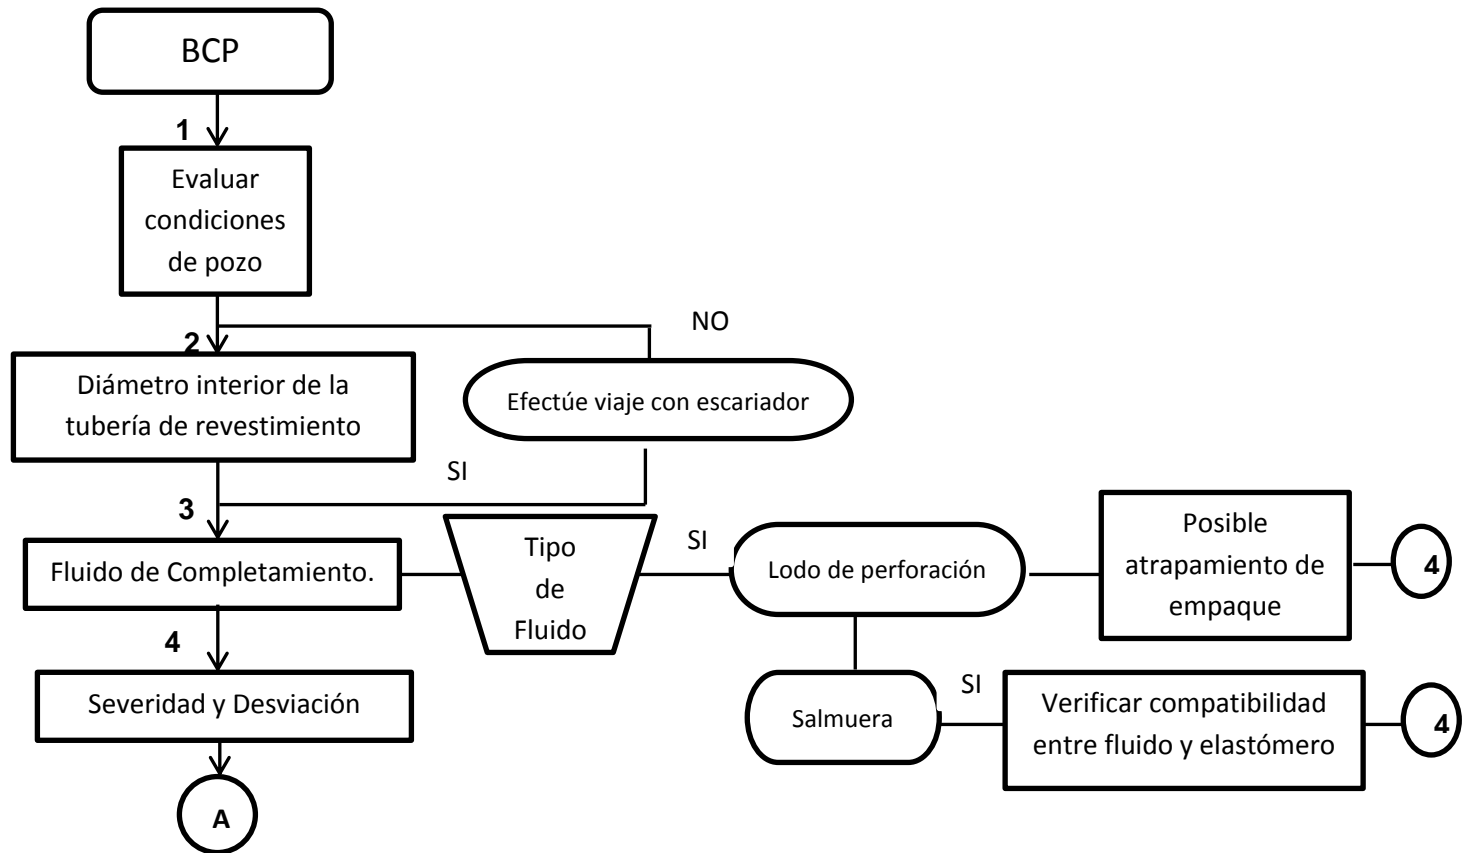 BCP
1
Evaluar
condiciones
de pozo
NO
2
Diámetro interior de la
tubería de revestimiento
Efectúe viaje con escariador
SI
3
Fluido de Completamiento.
Tipo
de
Fluido
SI
Lodo de perforación
Posible
atrapamiento de
empaque
4
4
Severidad y Desviación
Salmuera
SI
Verificar compatibilidad
entre fluido y elastómero
4
A